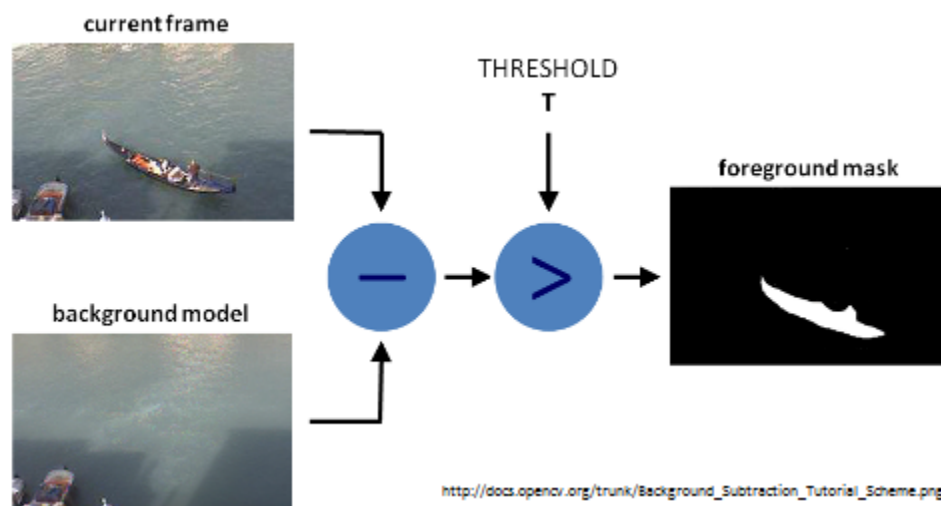 current frame
THRESHOLD
T
foreground mask
−
>
background model
http://docs.opencv.org/trunk/Background_Subtraction_Tutorial_Scheme.png